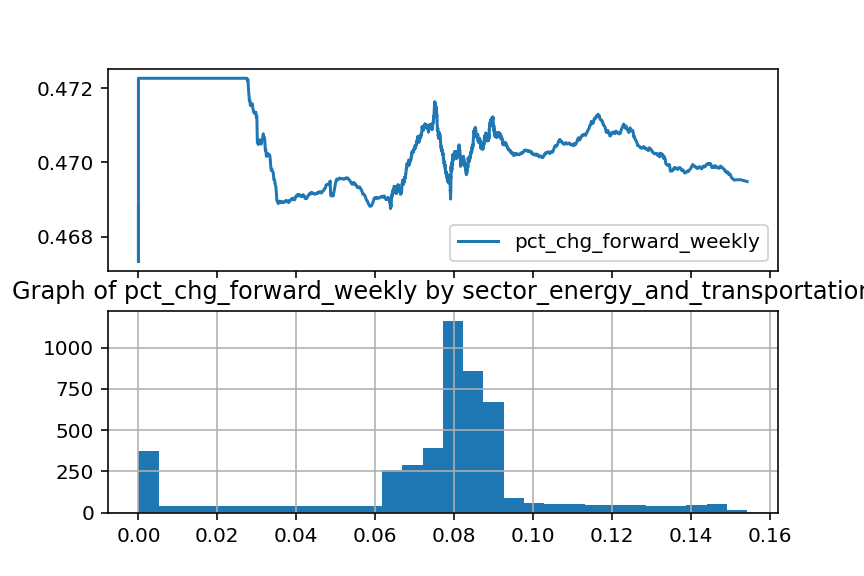 0.472
0.470
0.468
pct_chg_forward_weekly
Graph of pct_chg_forward_weekly by sector_energy_and_transportation
1000
750
500
250
0
0.00 0.02 0.04 0.06 0.08 0.10 0.12 0.14 0.16